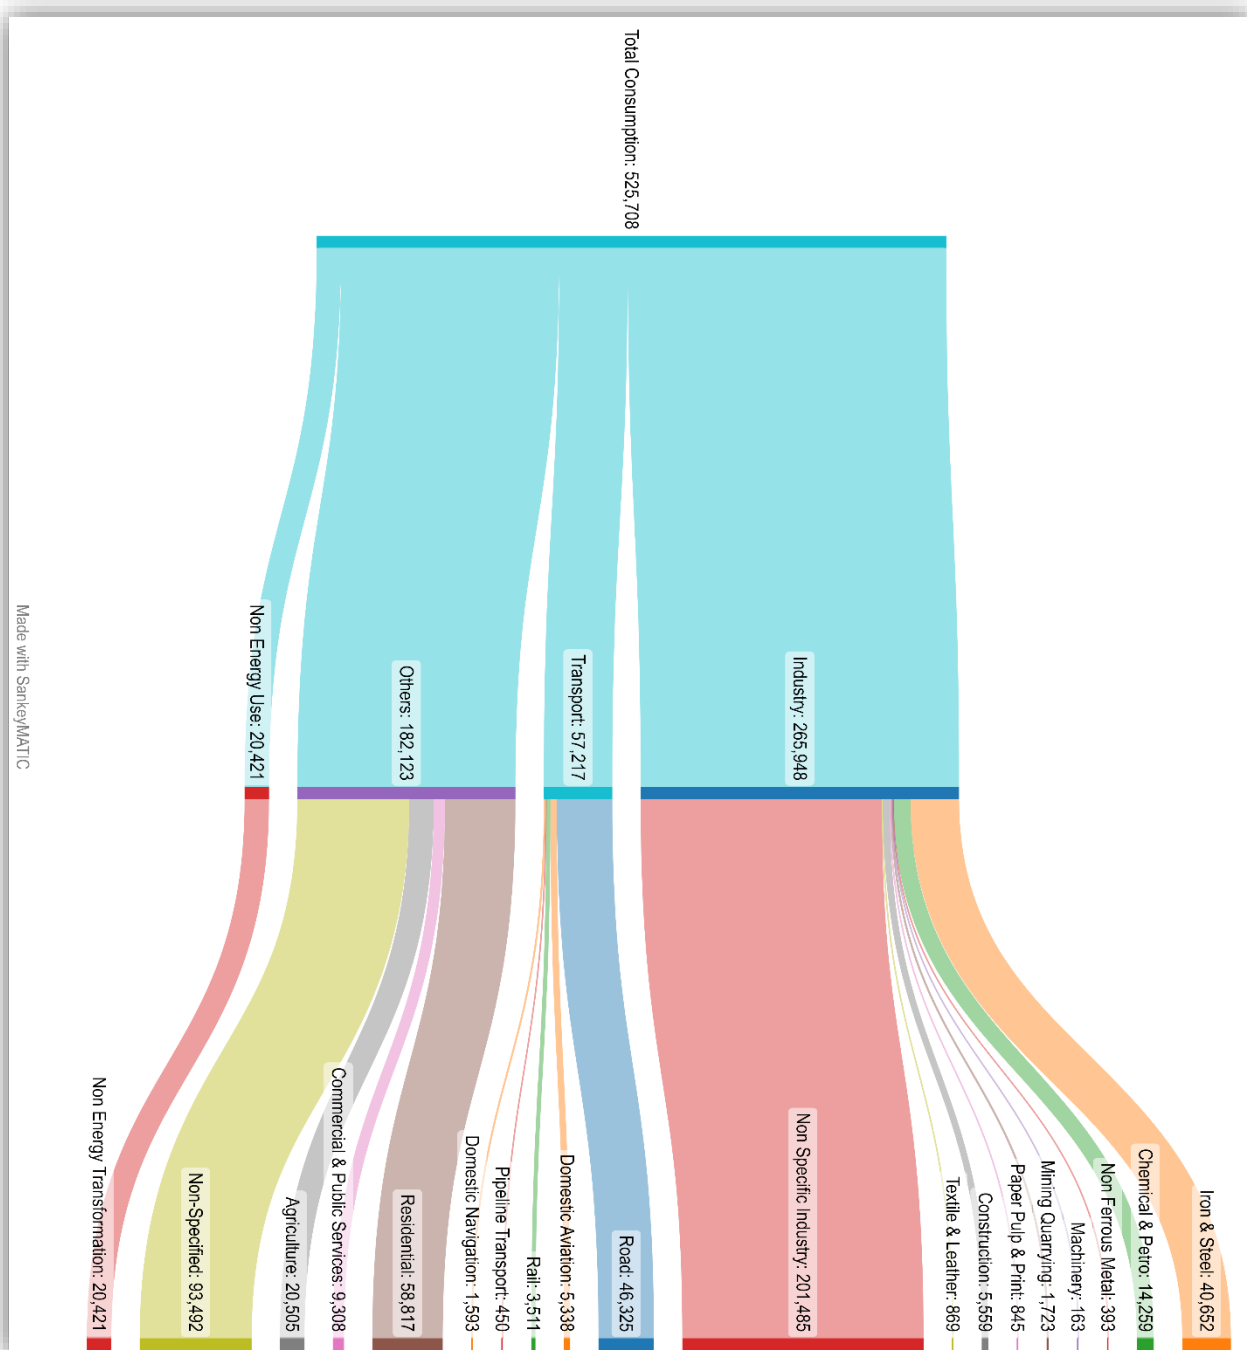 Total Consumption: 525,708
Industry: 265,948
Transport: 57,217
Others: 182,123
Non Energy Use: 20,421
Iron & Steel: 40,652
Chemical & Petro: 14,259
Non Ferrous Metal: 393
Machinery: 163
Mining Quarrying: 1,723
Paper Pulp & Print: 845
Construction: 5,559
Textile & Leather: 869
Non Specific Industry: 201,485
Road: 46,325
Domestic Aviation: 5,338
Rail: 3,511
Pipeline Transport: 450
Domestic Navigation: 1,593
Residential: 58,817
Commercial & Public Services: 9,308
Agriculture: 20,505
Non-Specified: 93,492
Non Energy Transformation: 20,421
Made with SankeyMATIC